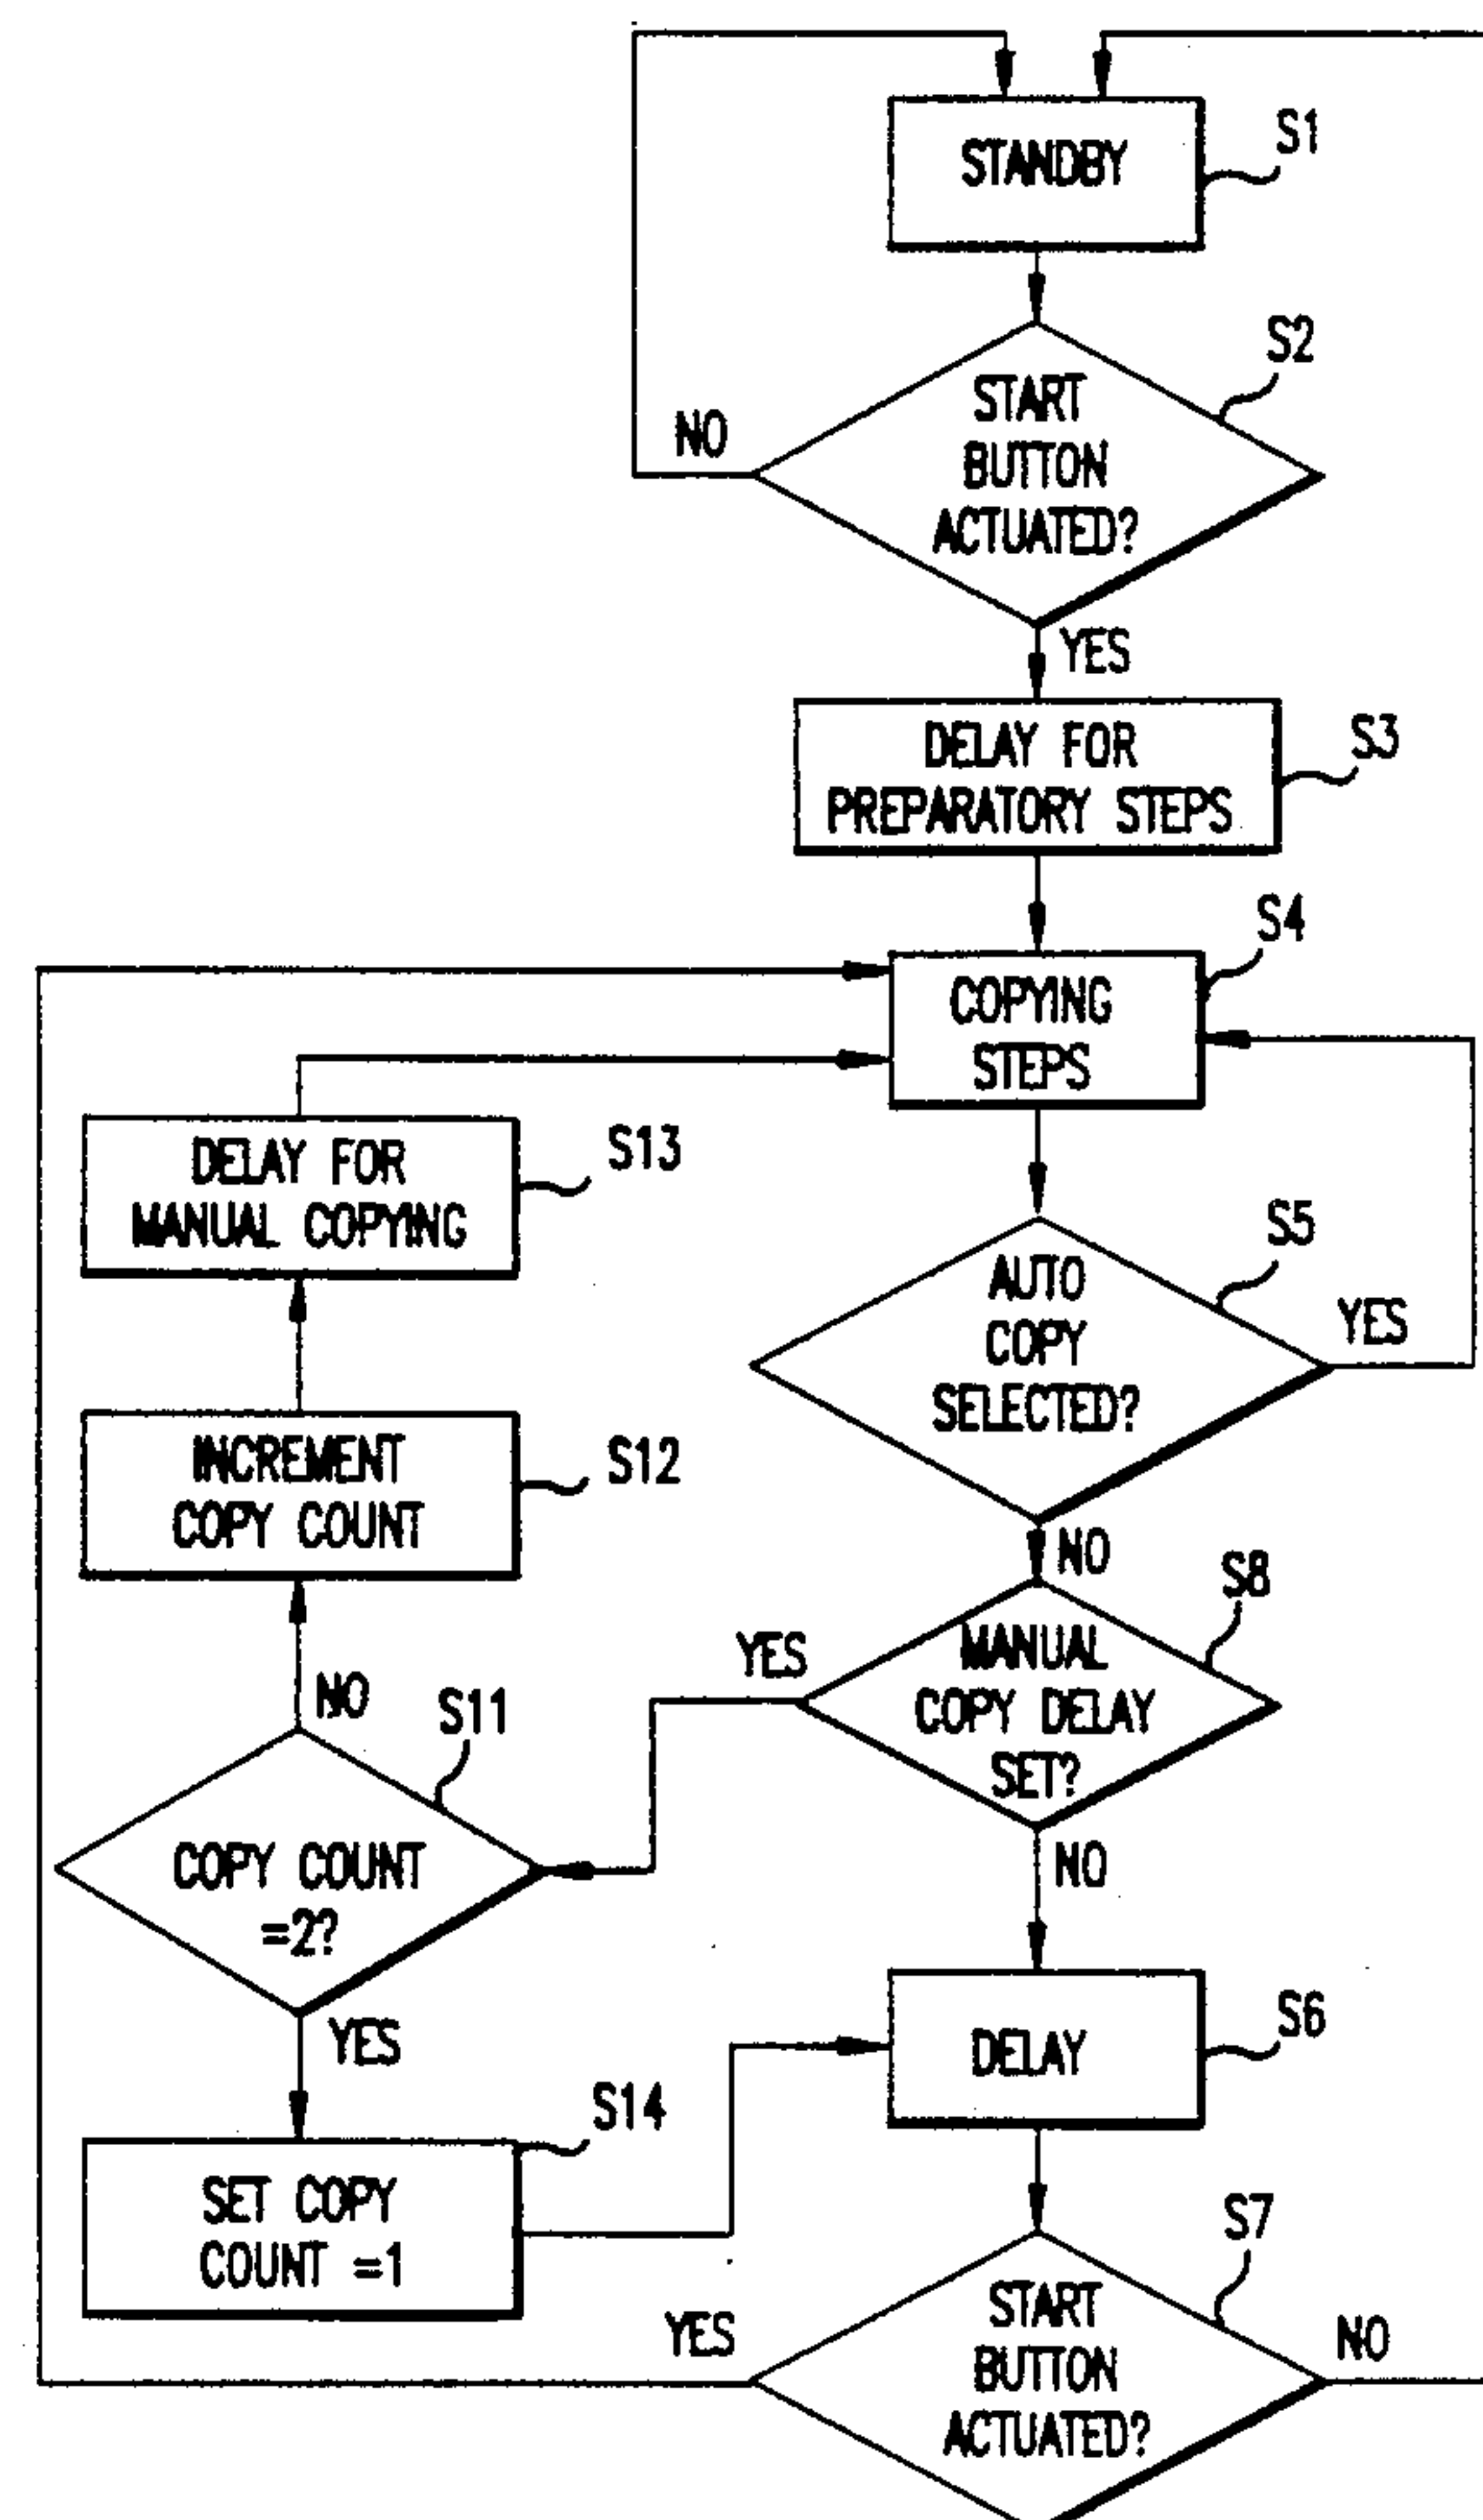 STANDBY
S1
START
BUTTON
ACTUATED?
S2
NO
YES
DELAY FOR
PREPARATORY STEPS
S3
COPYING
STEPS
S4
DELAY FOR
MANUAL COPYING
S13
AUTO
COPY
SELECTED?
S5
YES
NO
INCREMENT
COPY COUNT
S12
MANUAL
COPY DELAY
SET?
S8
YES
NO
NO
S11
COPY COUNT
=2?
YES
DELAY
S6
S14
SET COPY
COUNT =1
START
BUTTON
ACTUATED?
S7
YES
NO